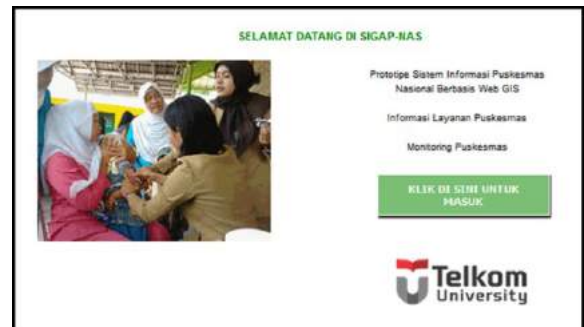 SELAMAT DATANG DI SIGAP-NAS
Prototipe Sistem Informasi Puskesmas
Nasional Berbasis Web GIS
Informasi Layanan Puskesmas
Monitoring Puskesmas
KLIK DI SINI UNTUK
MASUK
Telkom
University